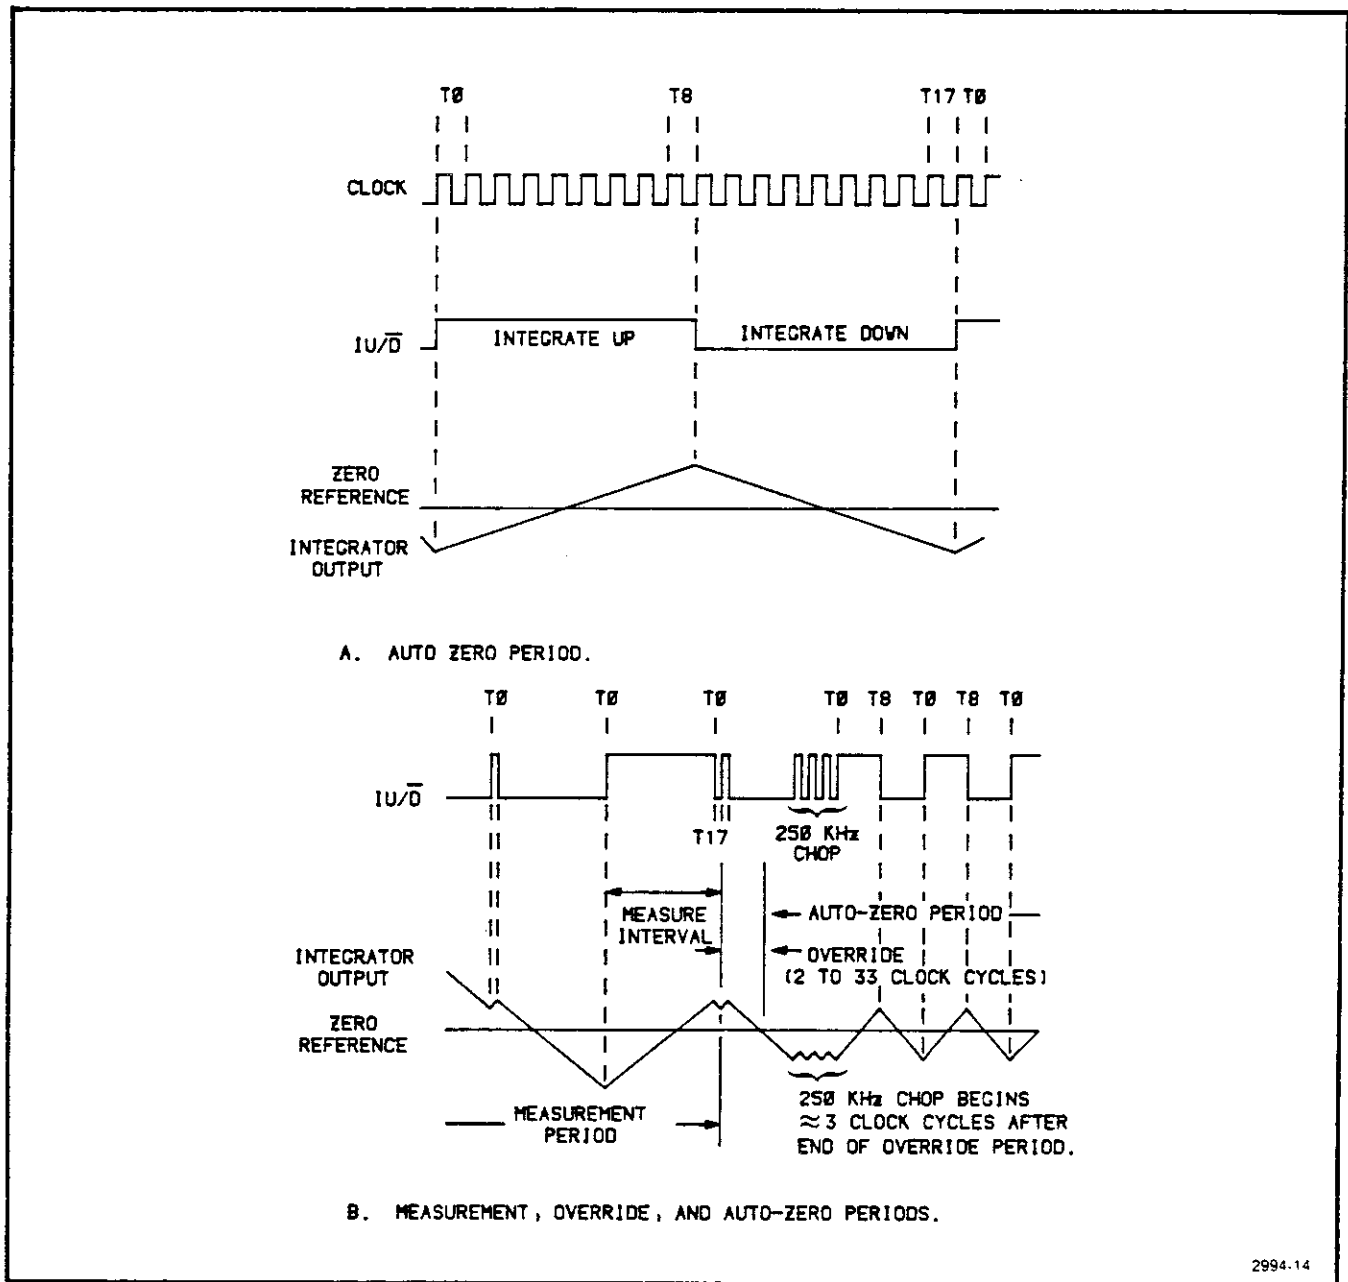 TØ T8 T17 TØ
CLOCK
IU/D̅ INTEGRATE UP INTEGRATE DOWN
ZERO
REFERENCE
INTEGRATOR
OUTPUT
A. AUTO ZERO PERIOD.
TØ TØ TØ TØ T8 TØ T8 TØ
IU/D̅
T17
25Ø KHz
CHOP
MEASURE
INTERVAL
AUTO-ZERO PERIOD
OVERRIDE
(2 TO 33 CLOCK CYCLES)
INTEGRATOR
OUTPUT
ZERO
REFERENCE
MEASUREMENT
PERIOD
25Ø KHz CHOP BEGINS
≈3 CLOCK CYCLES AFTER
END OF OVERRIDE PERIOD.
B. MEASUREMENT, OVERRIDE, AND AUTO-ZERO PERIODS.
2994-14